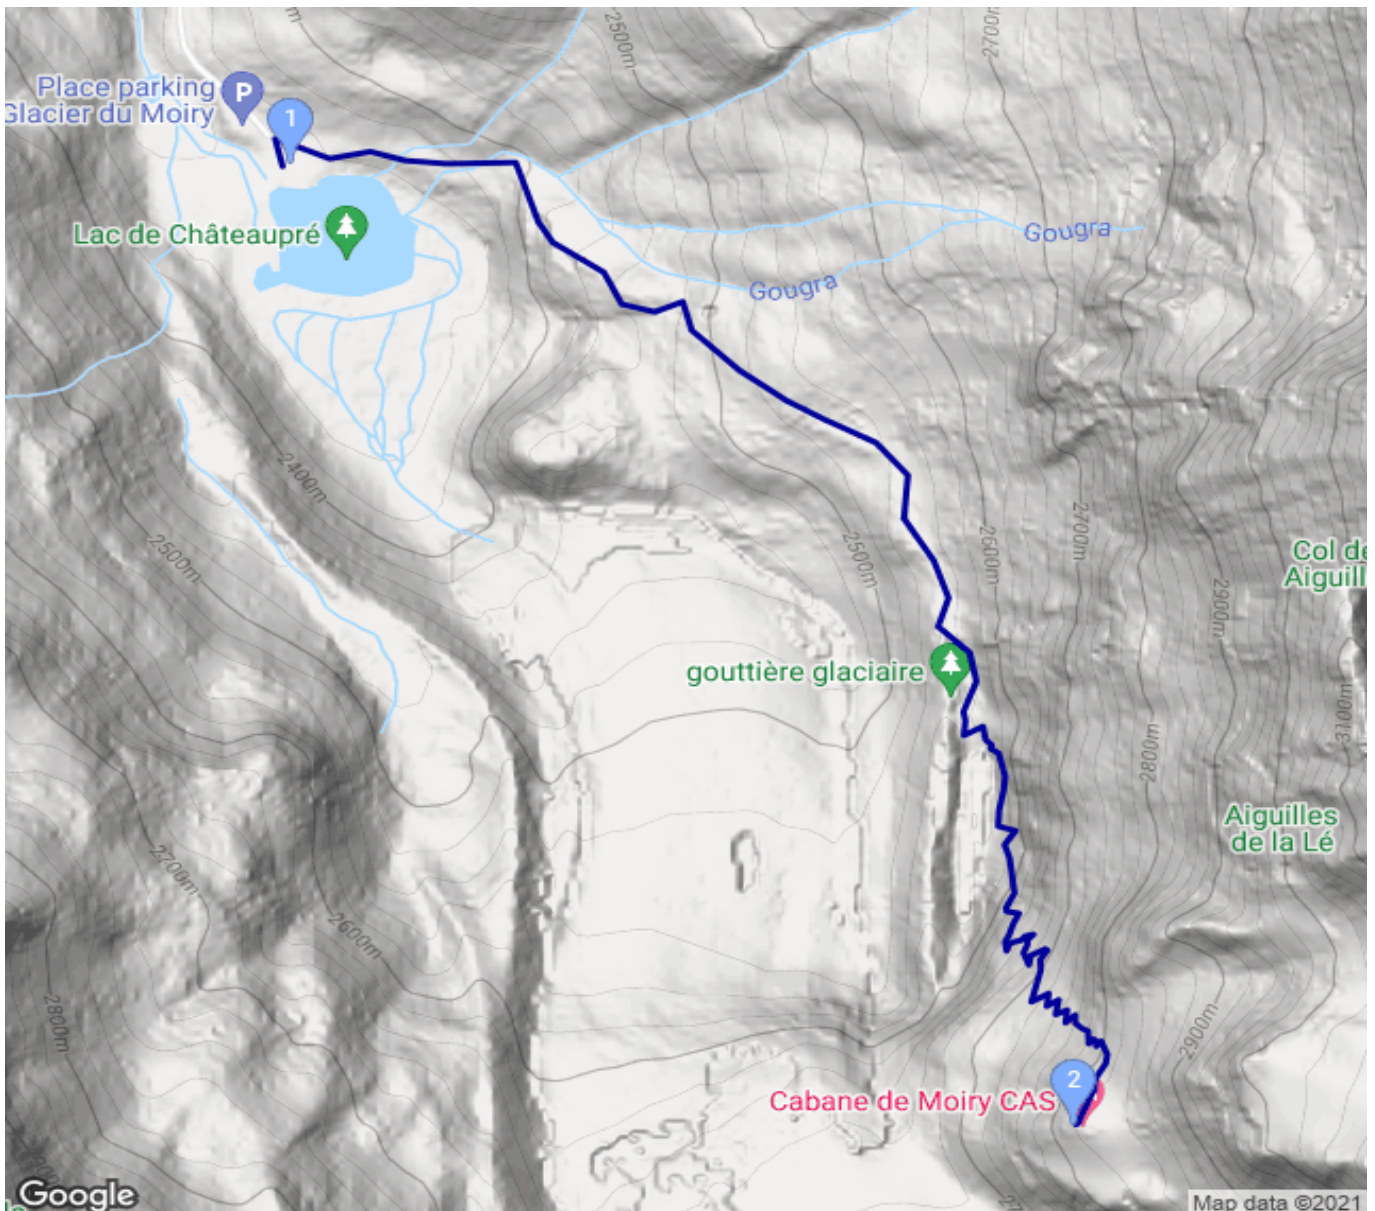 2500m
2700m
Place parking
Glacier du Moiry
P
1
Lac de Châteaupré
Gougra
Gougra
2400m
2500m
2500m
2600m
2700m
2900m
Col de
Aiguill
gouttière glaciaire
3100m
2800m
Aiguilles
de la Lé
2700m
2600m
2800m
2900m
2
Cabane de Moiry CAS
Google
Map data ©2021